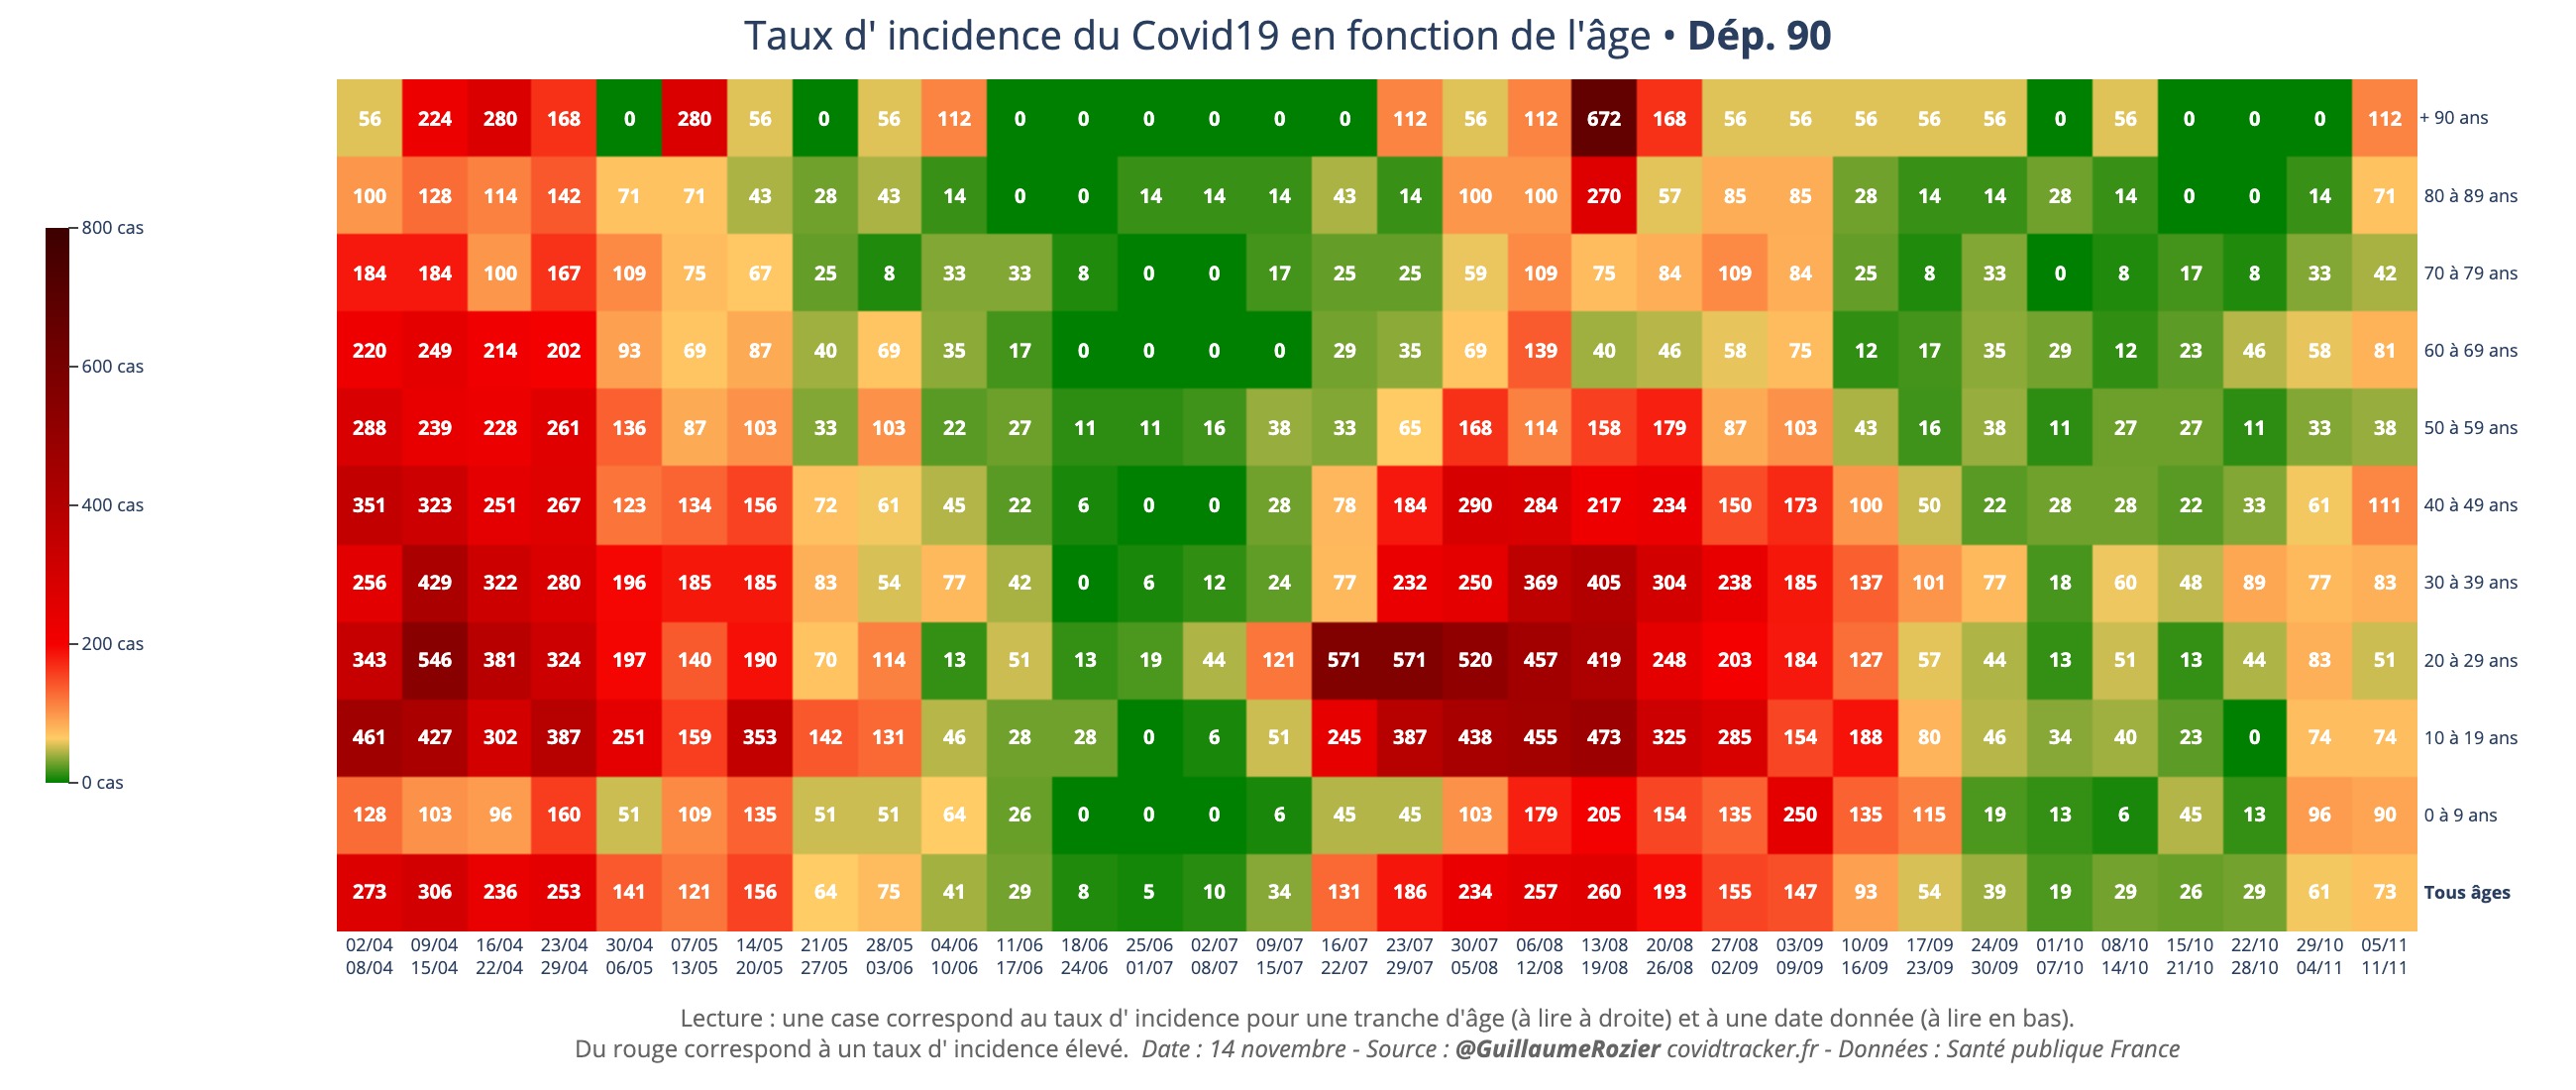 Taux d' incidence du Covid19 en fonction de l'âge • Dép. 90
800 cas
600 cas
400 cas
200 cas
0 cas
56 224 280 168 0 280 56 0 56 112 0 0 0 0 0 0 112 56 112 672 168 56 56 56 56 56 0 56 0 0 0 112 + 90 ans
100 128 114 142 71 71 43 28 43 14 0 0 14 14 14 43 14 100 100 270 57 85 85 28 14 14 28 14 0 0 14 71 80 à 89 ans
184 184 100 167 109 75 67 25 8 33 33 8 0 0 17 25 25 59 109 75 84 109 84 25 8 33 0 8 17 8 33 42 70 à 79 ans
220 249 214 202 93 69 87 40 69 35 17 0 0 0 0 29 35 69 139 40 46 58 75 12 17 35 29 12 23 46 58 81 60 à 69 ans
288 239 228 261 136 87 103 33 103 22 27 11 11 16 38 33 65 168 114 158 179 87 103 43 16 38 11 27 27 11 33 38 50 à 59 ans
351 323 251 267 123 134 156 72 61 45 22 6 0 0 28 78 184 290 284 217 234 150 173 100 50 22 28 28 22 33 61 111 40 à 49 ans
256 429 322 280 196 185 185 83 54 77 42 0 6 12 24 77 232 250 369 405 304 238 185 137 101 77 18 60 48 89 77 83 30 à 39 ans
343 546 381 324 197 140 190 70 114 13 51 13 19 44 121 571 571 520 457 419 248 203 184 127 57 44 13 51 13 44 83 51 20 à 29 ans
461 427 302 387 251 159 353 142 131 46 28 28 0 6 51 245 387 438 455 473 325 285 154 188 80 46 34 40 23 0 74 74 10 à 19 ans
128 103 96 160 51 109 135 51 51 64 26 0 0 0 6 45 45 103 179 205 154 135 250 135 115 19 13 6 45 13 96 90 0 à 9 ans
273 306 236 253 141 121 156 64 75 41 29 8 5 10 34 131 186 234 257 260 193 155 147 93 54 39 19 29 26 29 61 73 Tous âges
02/04 09/04 16/04 23/04 30/04 07/05 14/05 21/05 28/05 04/06 11/06 18/06 25/06 02/07 09/07 16/07 23/07 30/07 06/08 13/08 20/08 27/08 03/09 10/09 17/09 24/09 01/10 08/10 15/10 22/10 29/10 05/11
08/04 15/04 22/04 29/04 06/05 13/05 20/05 27/05 03/06 10/06 17/06 24/06 01/07 08/07 15/07 22/07 29/07 05/08 12/08 19/08 26/08 02/09 09/09 16/09 23/09 30/09 07/10 14/10 21/10 28/10 04/11 11/11
Lecture : une case correspond au taux d' incidence pour une tranche d'âge (à lire à droite) et à une date donnée (à lire en bas).
Du rouge correspond à un taux d' incidence élevé. Date : 14 novembre - Source : @GuillaumeRozier covidtracker.fr - Données : Santé publique France